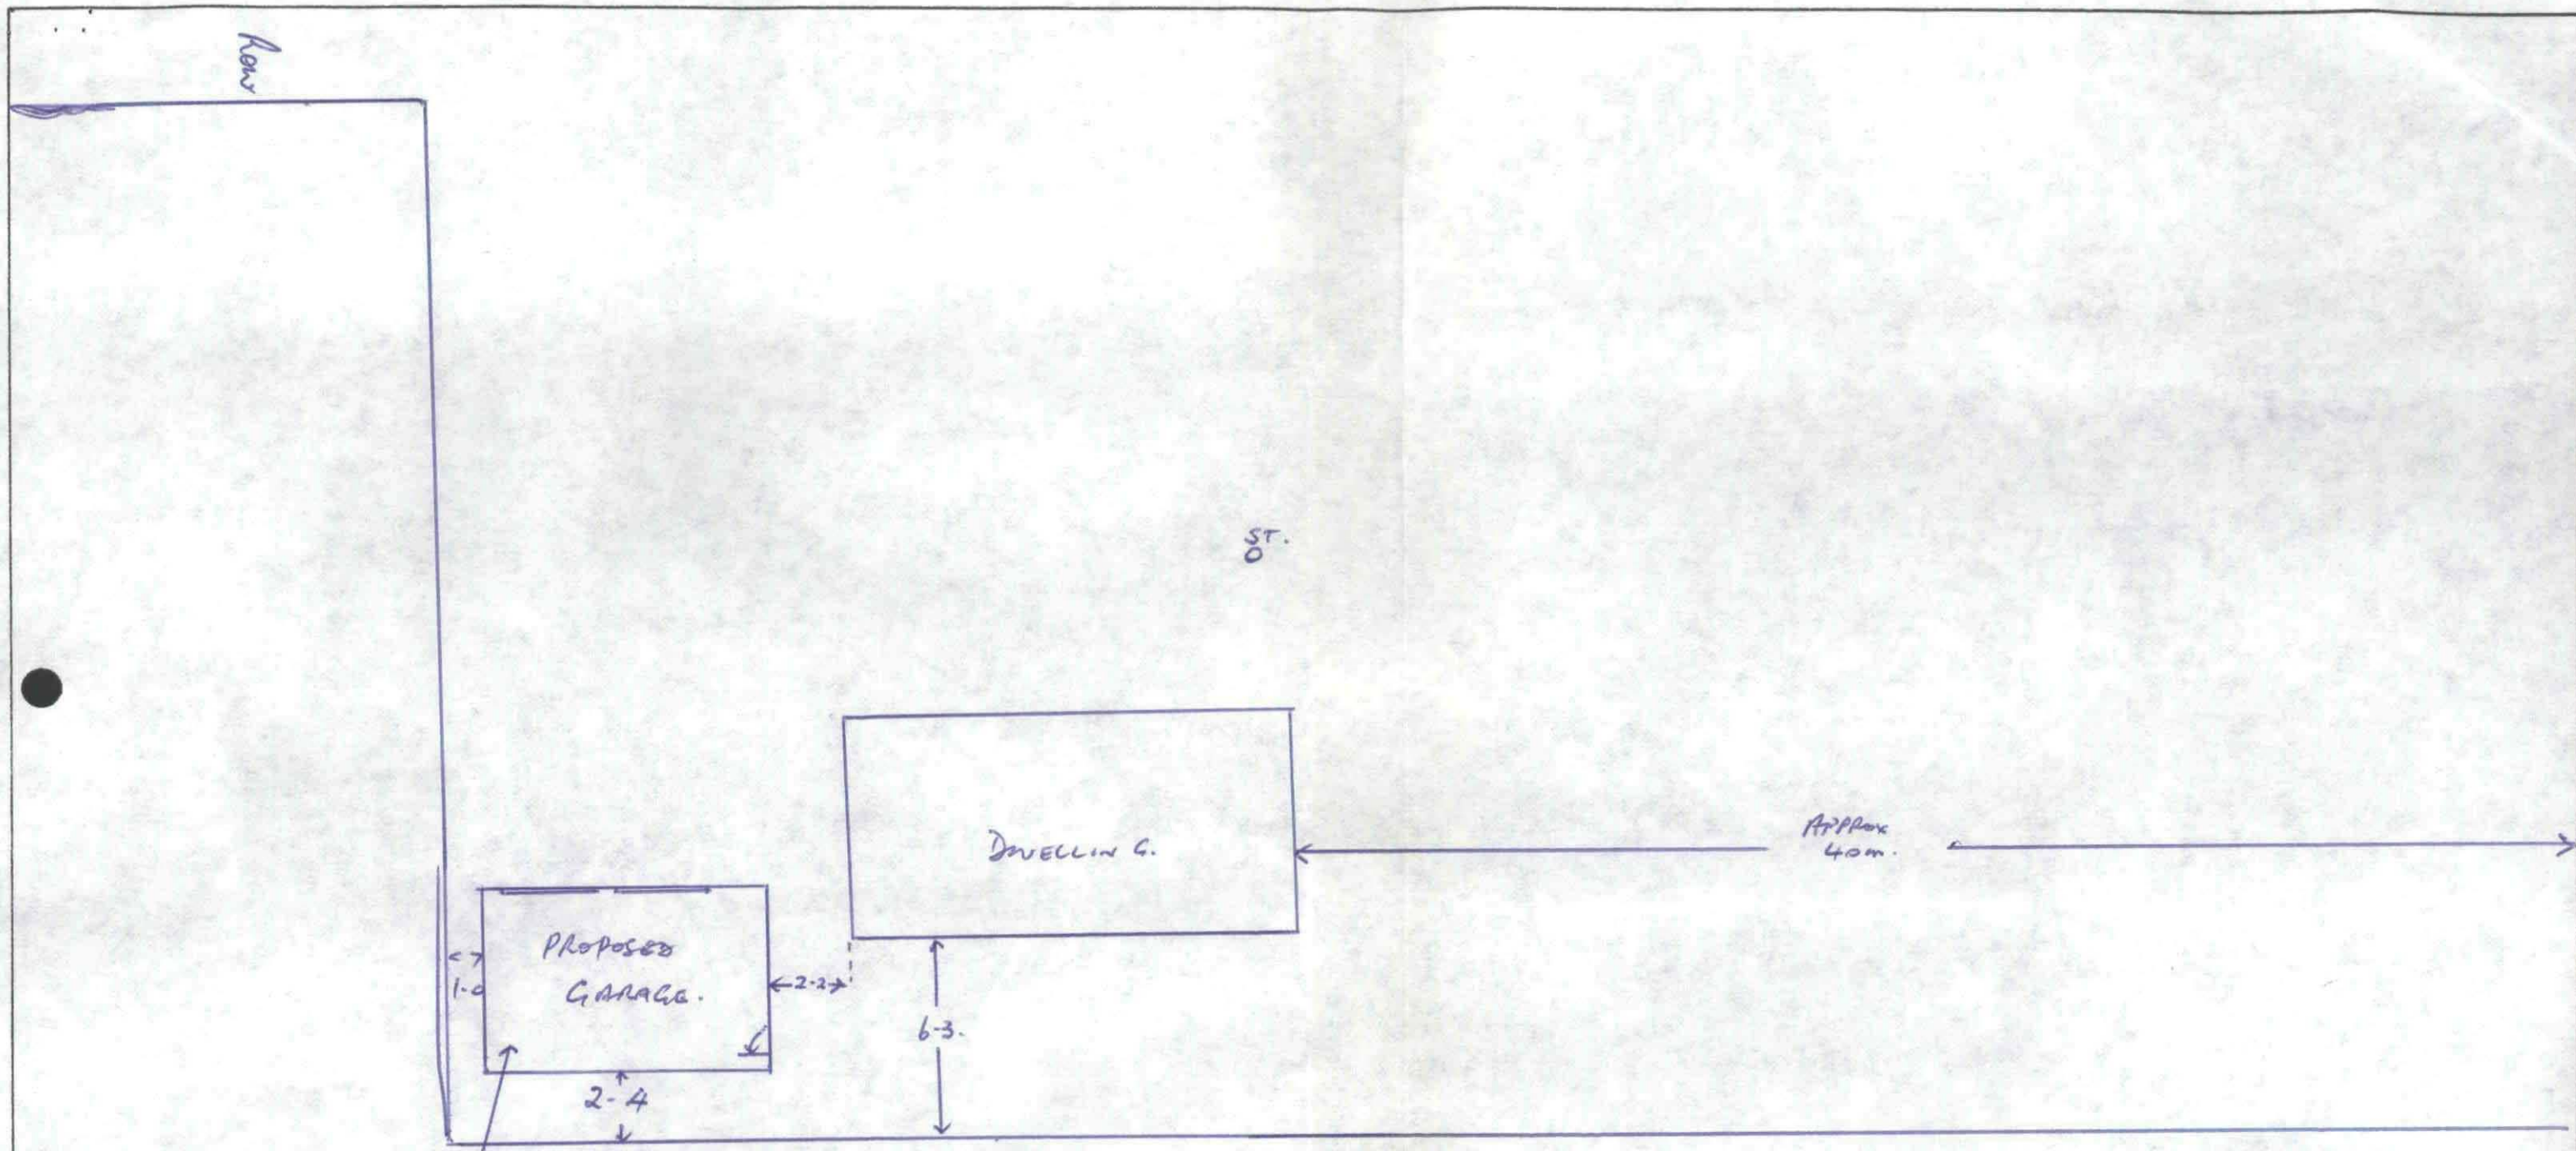 Row
ST.
DWELLING.
APPROX
40m.
PROPOSED
GARAGE.
1-0
2-2
6-3.
2-4